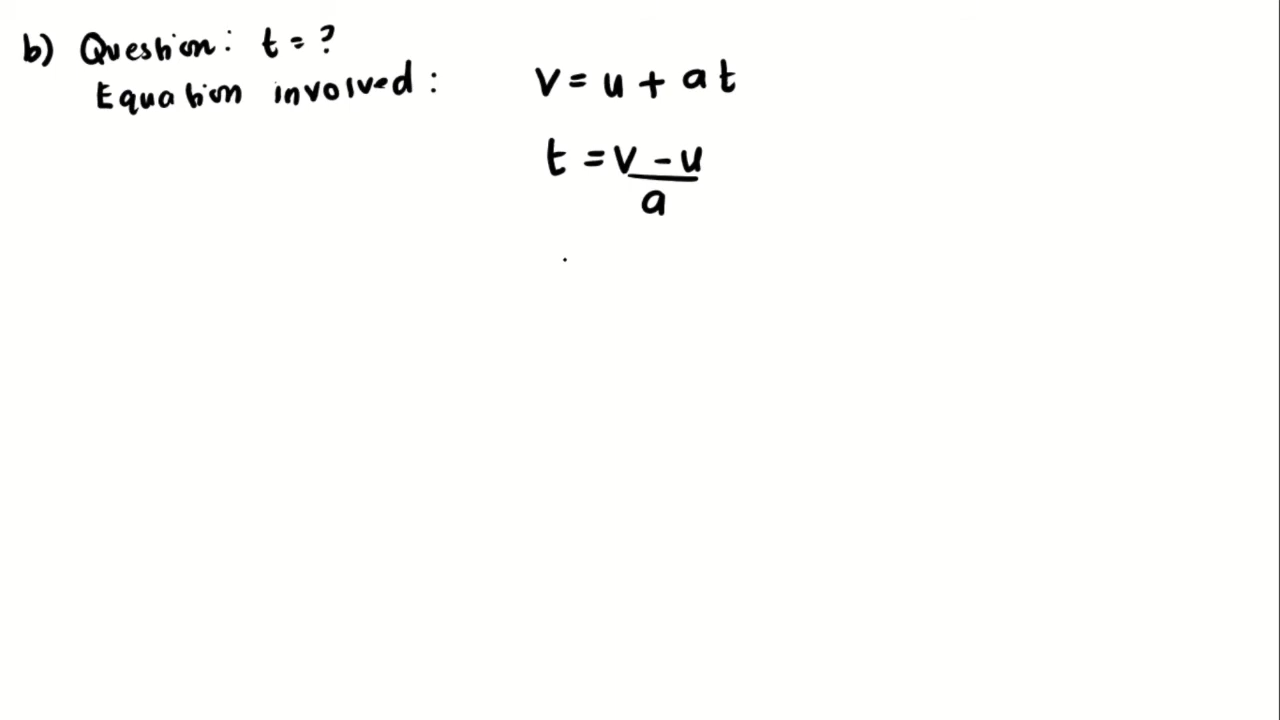 b) Question: t = ?
Equation involved: v = u + at
t = v - u
a